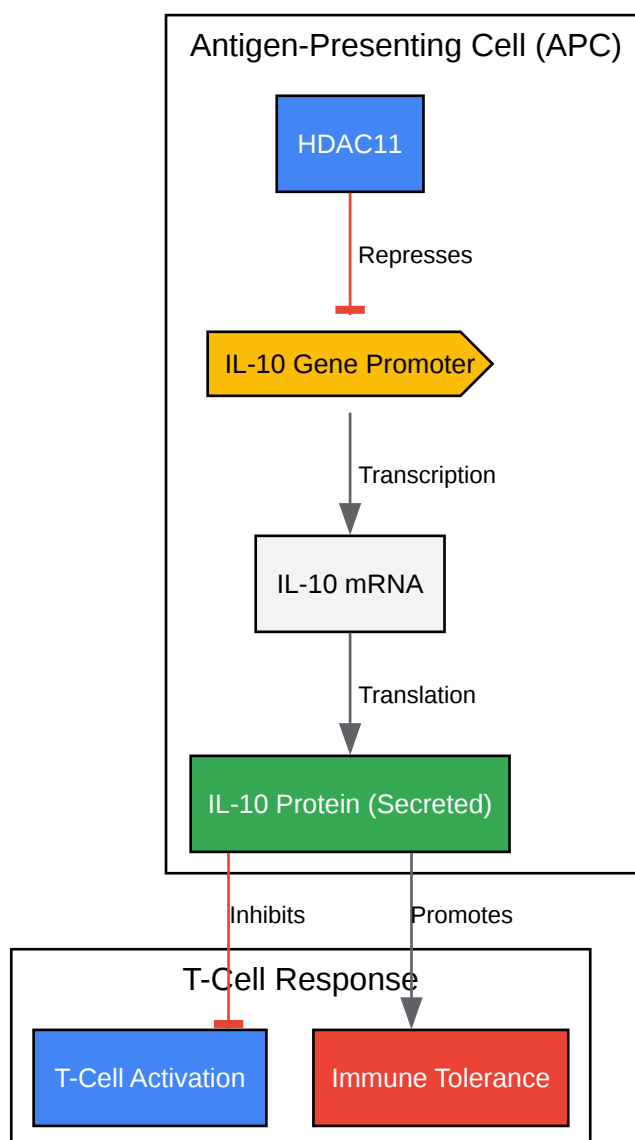 Antigen-Presenting Cell (APC)
HDAC11
Represses
IL-10 Gene Promoter
Transcription
IL-10 mRNA
Translation
IL-10 Protein (Secreted)
Inhibits
Promotes
T-Cell Response
T-Cell Activation
Immune Tolerance